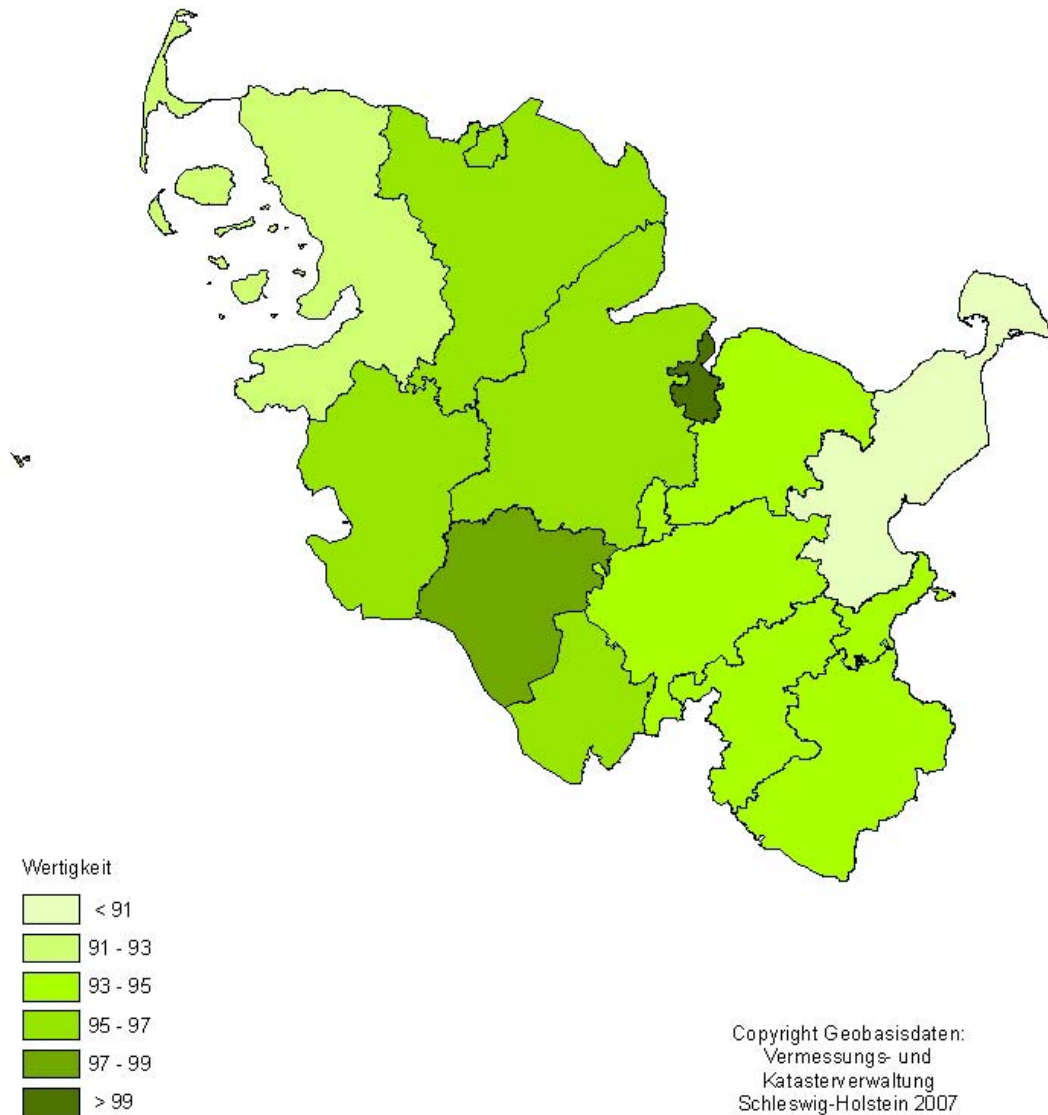 Wertigkeit
< 91
91 - 93
93 - 95
95 - 97
97 - 99
> 99
Copyright Geobasisdaten:
Vermessungs- und
Katasterverwaltung
Schleswig-Holstein 2007